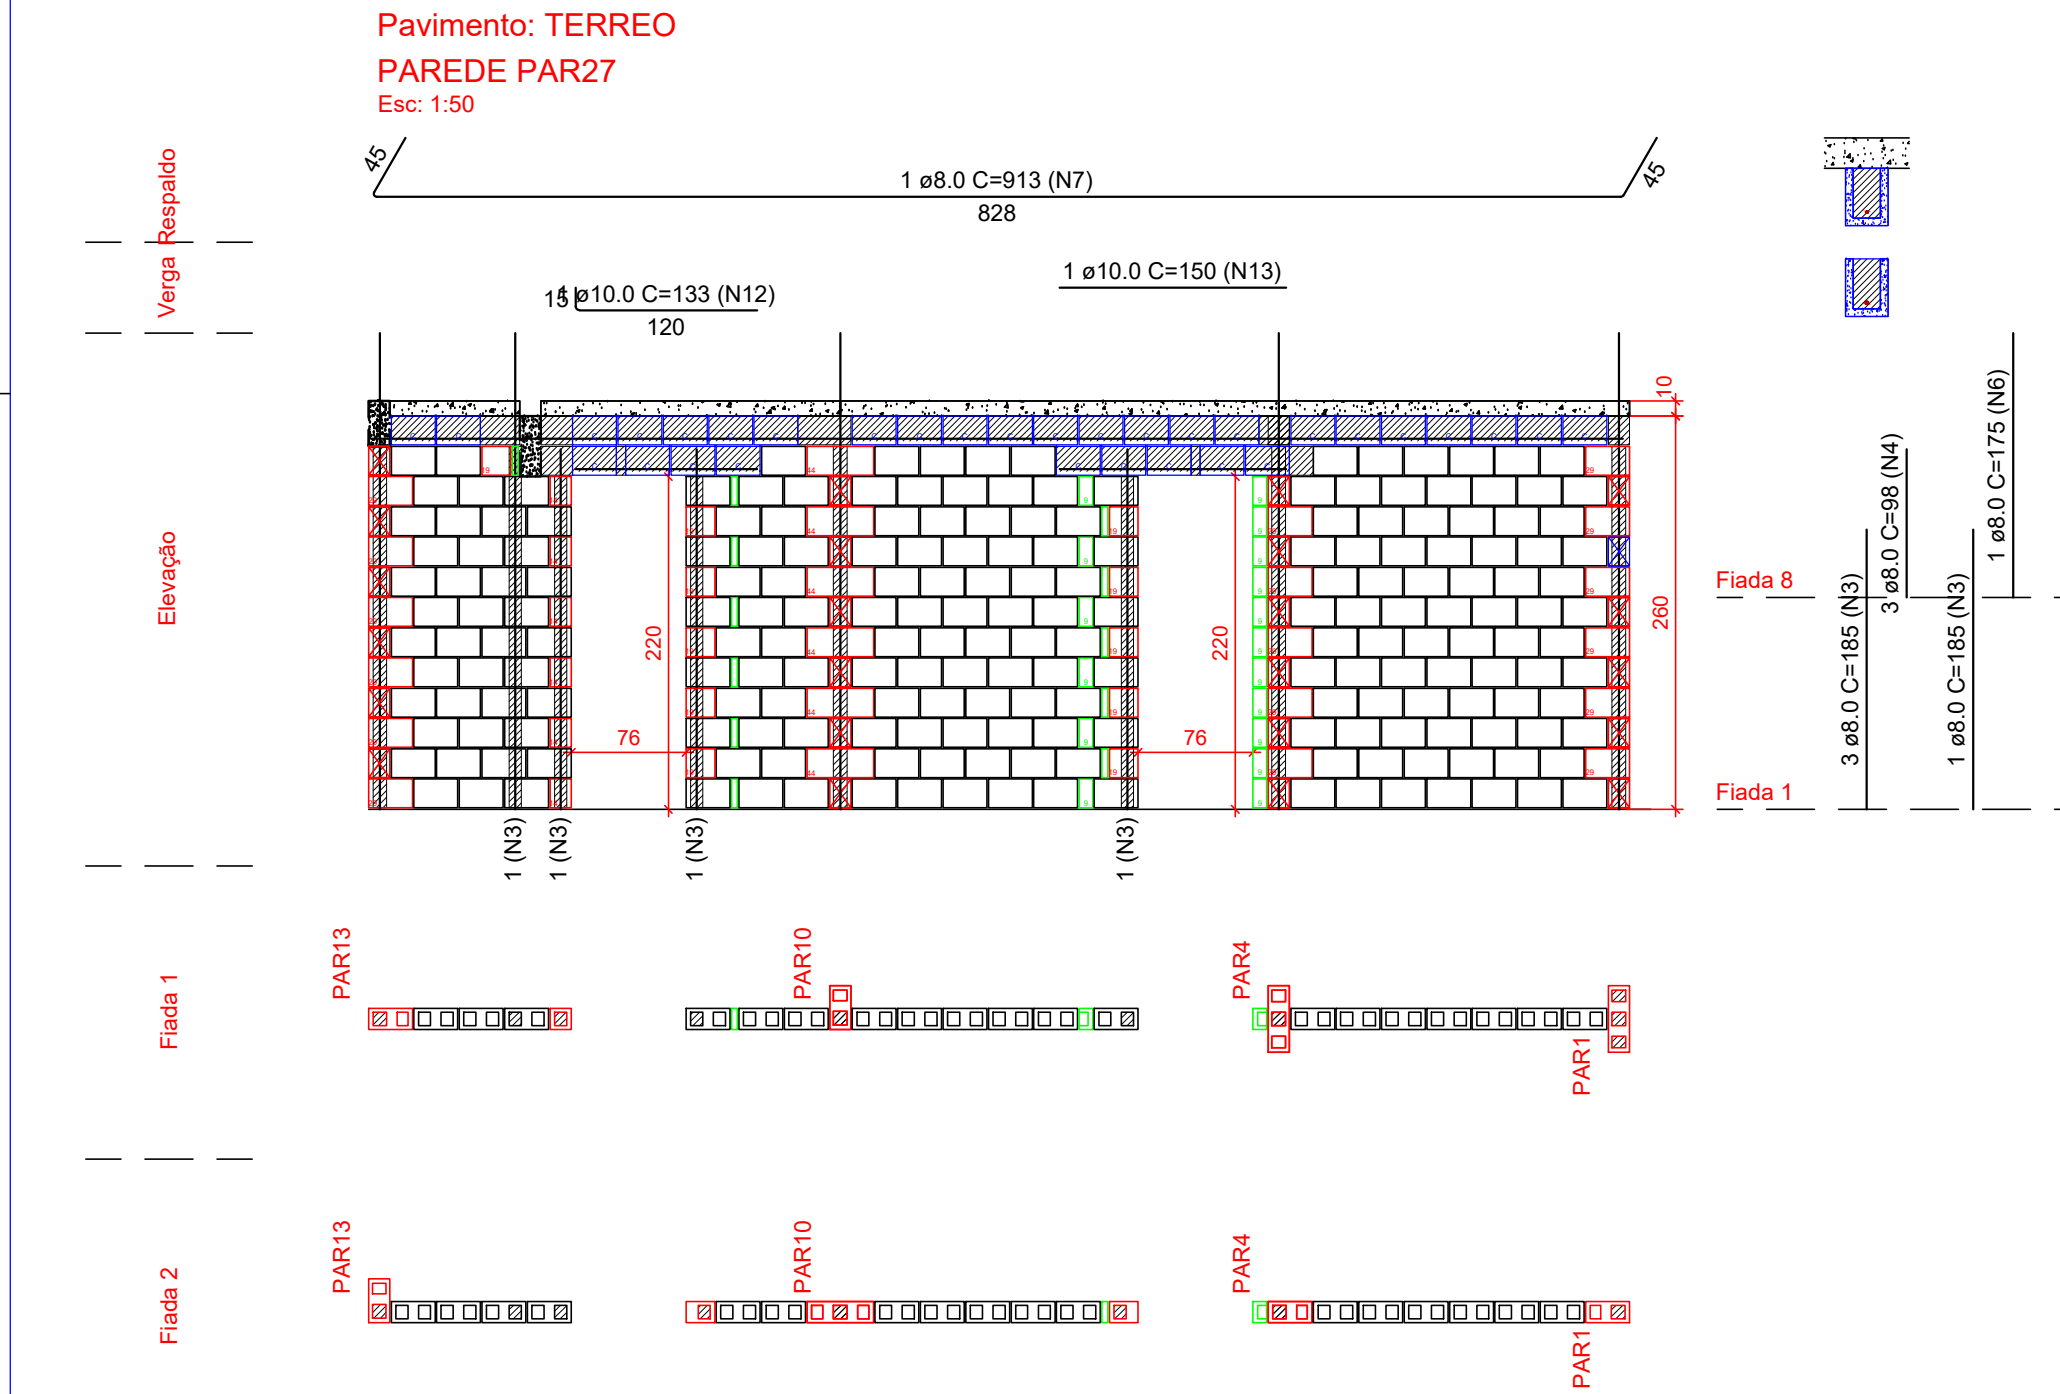 Pavimento: TERREO
PAREDE PAR27
Esc: 1:50
Respaldo
45
1 ø8.0 C=913 (N7)
828
45
Verga
15
1 ø10.0 C=133 (N12)
120
1 ø10.0 C=150 (N13)
Elevação
10
260
220
220
76
76
Fiada 8
Fiada 1
3 ø8.0 C=185 (N3)
3 ø8.0 C=98 (N4)
1 ø8.0 C=185 (N3)
1 ø8.0 C=175 (N6)
1 (N3)
1 (N3)
1 (N3)
1 (N3)
Fiada 1
PAR13
PAR10
PAR4
PAR1
Fiada 2
PAR13
PAR10
PAR4
PAR1